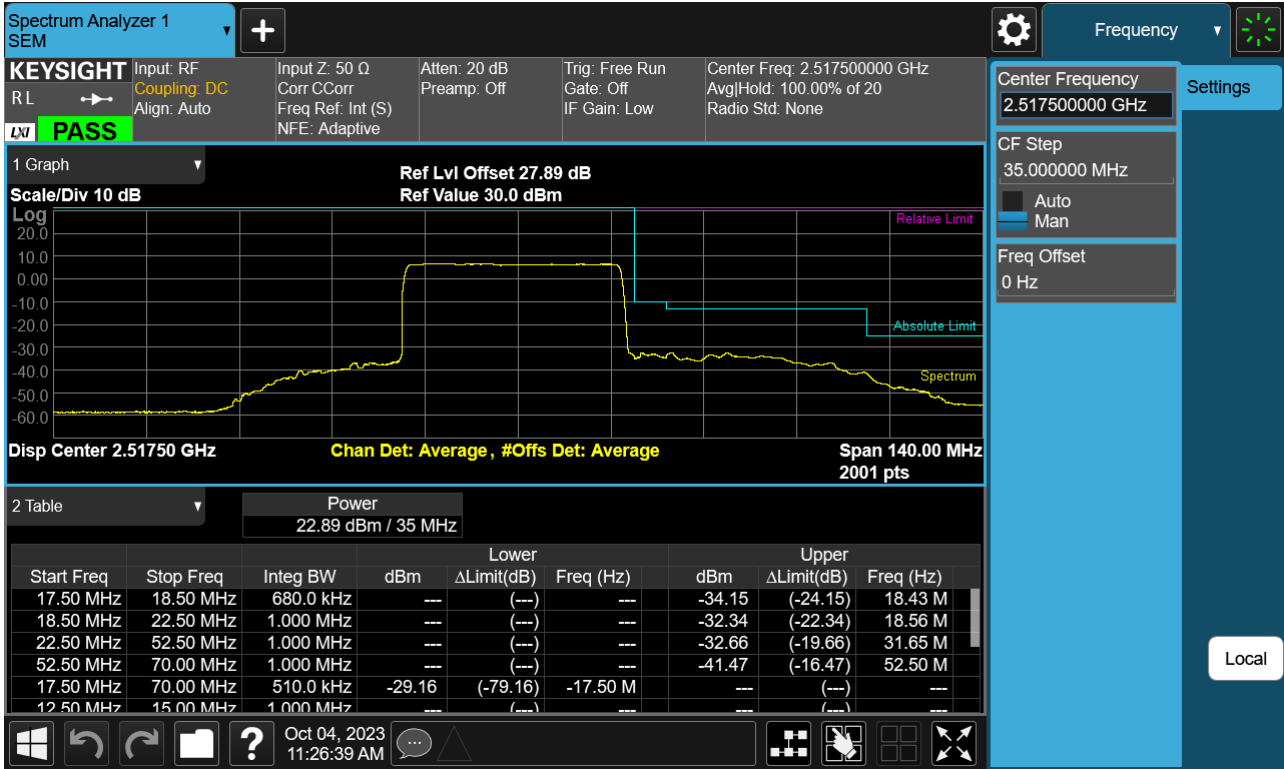 Spectrum Analyzer 1
SEM
Frequency
KEYSIGHT
RL
LXI
PASS
Input: RF
Coupling: DC
Align: Auto
Input Z: 50 Ω
Corr CCorr
Freq Ref: Int (S)
NFE: Adaptive
Atten: 20 dB
Preamp: Off
Trig: Free Run
Gate: Off
IF Gain: Low
Center Freq: 2.517500000 GHz
Avg|Hold: 100.00% of 20
Radio Std: None
Center Frequency
2.517500000 GHz
Settings
CF Step
35.000000 MHz
Auto
Man
Freq Offset
0 Hz
Local
1 Graph
Ref Lvl Offset 27.89 dB
Scale/Div 10 dB Ref Value 30.0 dBm
Log
20.0
10.0
0.00
-10.0
-20.0
-30.0
-40.0
-50.0
-60.0
Relative Limit
Absolute Limit
Spectrum
Disp Center 2.51750 GHz Chan Det: Average , #Offs Det: Average Span 140.00 MHz
2001 pts
2 Table
Power
22.89 dBm / 35 MHz
Lower Upper
Start Freq Stop Freq Integ BW dBm ΔLimit(dB) Freq (Hz) dBm ΔLimit(dB) Freq (Hz)
17.50 MHz 18.50 MHz 680.0 kHz --- (---) --- -34.15 (-24.15) 18.43 M
18.50 MHz 22.50 MHz 1.000 MHz --- (---) --- -32.34 (-22.34) 18.56 M
22.50 MHz 52.50 MHz 1.000 MHz --- (---) --- -32.66 (-19.66) 31.65 M
52.50 MHz 70.00 MHz 1.000 MHz --- (---) --- -41.47 (-16.47) 52.50 M
17.50 MHz 70.00 MHz 510.0 kHz -29.16 (-79.16) -17.50 M --- (---) ---
12.50 MHz 15.00 MHz 1.000 MHz --- (---) --- --- (---) ---
Oct 04, 2023
11:26:39 AM